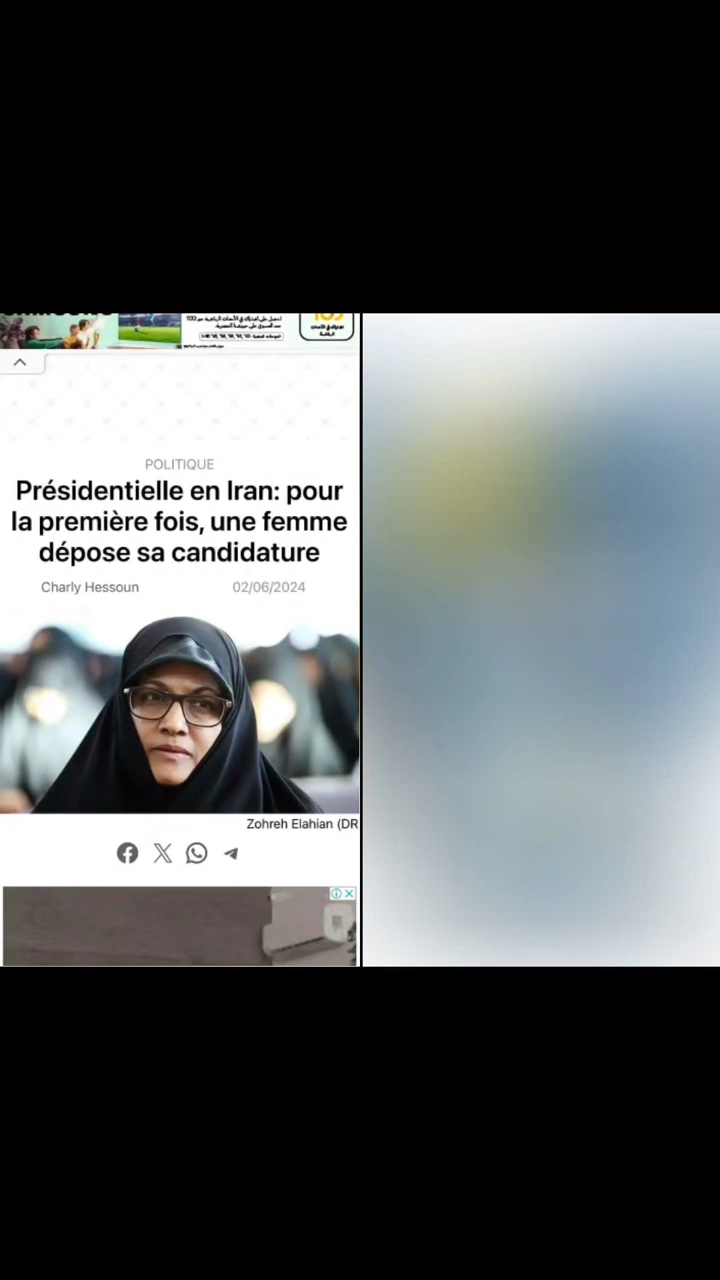 POLITIQUE
Présidentielle en Iran: pour
la première fois, une femme
dépose sa candidature
Charly Hessoun
02/06/2024
Zohreh Elahian (DR